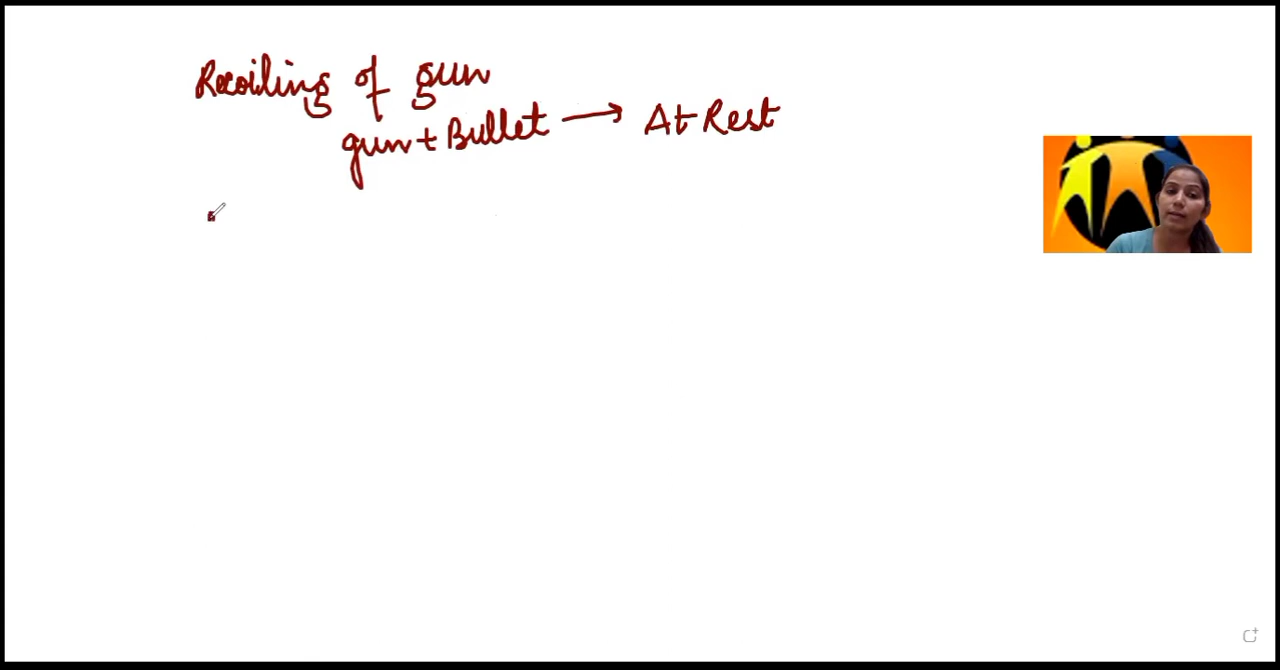 Recoiling of gun
gun + Bullet → At Rest